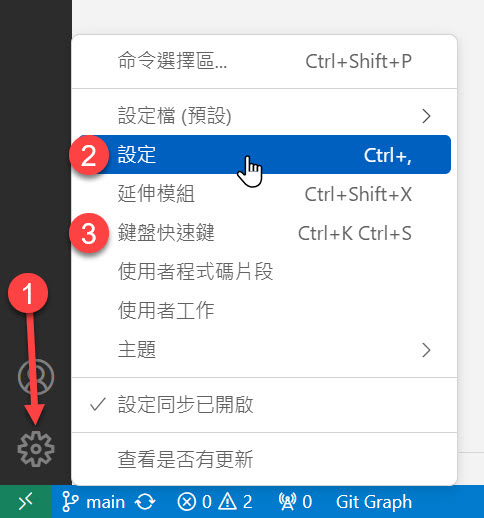 命令選擇區... Ctrl+Shift+P
設定檔 (預設)
2 設定 Ctrl+,
延伸模組 Ctrl+Shift+X
3 鍵盤快速鍵 Ctrl+K Ctrl+S
使用者程式碼片段
1 使用者工作
主題
設定同步已開啟
查看是否有更新
main 0 2 0 Git Graph